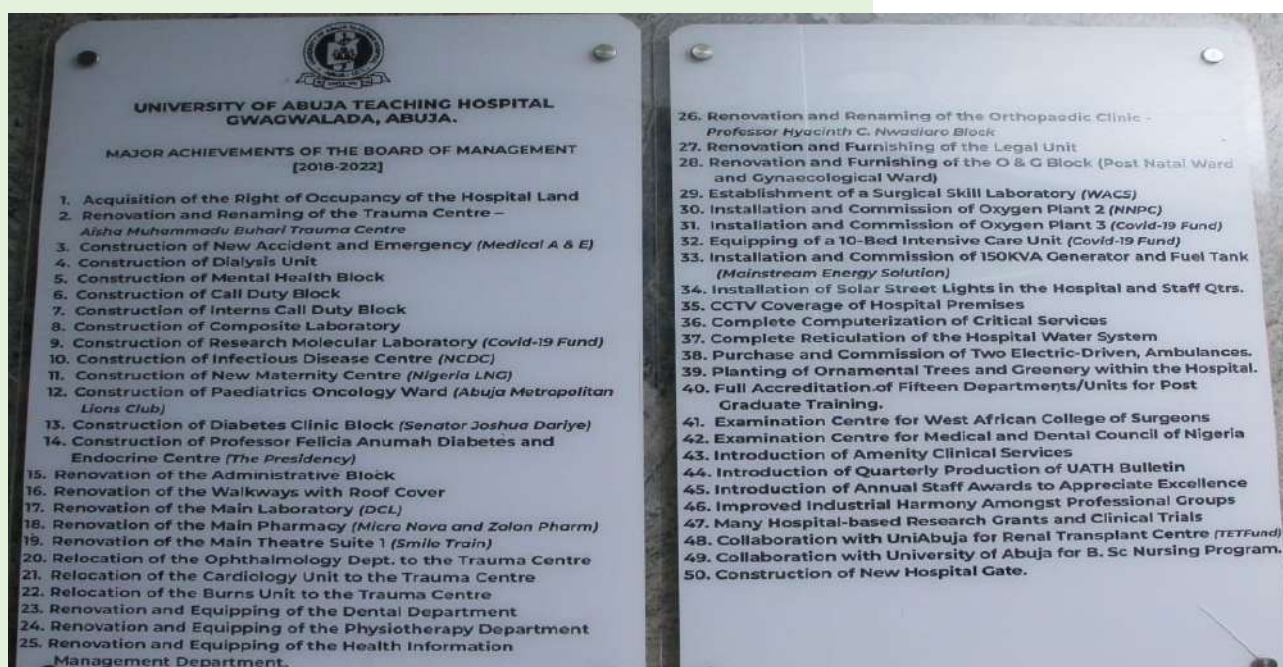 UNIVERSITY OF ABUJA TEACHING HOSPITAL
GWAGWALADA, ABUJA.
MAJOR ACHIEVEMENTS OF THE BOARD OF MANAGEMENT
[2018-2022]
1. Acquisition of the Right of Occupancy of the Hospital Land
2. Renovation and Renaming of the Trauma Centre –
Aisha Muhammadu Buhari Trauma Centre
3. Construction of New Accident and Emergency (Medical A & E)
4. Construction of Dialysis Unit
5. Construction of Mental Health Block
6. Construction of Call Duty Block
7. Construction of Interns Call Duty Block
8. Construction of Composite Laboratory
9. Construction of Research Molecular Laboratory (Covid-19 Fund)
10. Construction of Infectious Disease Centre (NCDC)
11. Construction of New Maternity Centre (Nigeria LNG)
12. Construction of Paediatrics Oncology Ward (Abuja Metropolitan
Lions Club)
13. Construction of Diabetes Clinic Block (Senator Joshua Dariye)
14. Construction of Professor Felicia Anumah Diabetes and
Endocrine Centre (The Presidency)
15. Renovation of the Administrative Block
16. Renovation of the Walkways with Roof Cover
17. Renovation of the Main Laboratory (DCL)
18. Renovation of the Main Pharmacy (Micro Nova and Zolon Pharm)
19. Renovation of the Main Theatre Suite 1 (Smile Train)
20. Relocation of the Ophthalmology Dept. to the Trauma Centre
21. Relocation of the Cardiology Unit to the Trauma Centre
22. Relocation of the Burns Unit to the Trauma Centre
23. Renovation and Equipping of the Dental Department
24. Renovation and Equipping of the Physiotherapy Department
25. Renovation and Equipping of the Health Information
Management Department.
26. Renovation and Renaming of the Orthopaedic Clinic -
Professor Hyacinth C. Nwadiaro Block
27. Renovation and Furnishing of the Legal Unit
28. Renovation and Furnishing of the O & G Block (Post Natal Ward
and Gynaecological Ward)
29. Establishment of a Surgical Skill Laboratory (WACS)
30. Installation and Commission of Oxygen Plant 2 (NNPC)
31. Installation and Commission of Oxygen Plant 3 (Covid-19 Fund)
32. Equipping of a 10-Bed Intensive Care Unit (Covid-19 Fund)
33. Installation and Commission of 150KVA Generator and Fuel Tank
(Mainstream Energy Solution)
34. Installation of Solar Street Lights in the Hospital and Staff Qtrs.
35. CCTV Coverage of Hospital Premises
36. Complete Computerization of Critical Services
37. Complete Reticulation of the Hospital Water System
38. Purchase and Commission of Two Electric-Driven, Ambulances.
39. Planting of Ornamental Trees and Greenery within the Hospital.
40. Full Accreditation of Fifteen Departments/Units for Post
Graduate Training.
41. Examination Centre for West African College of Surgeons
42. Examination Centre for Medical and Dental Council of Nigeria
43. Introduction of Amenity Clinical Services
44. Introduction of Quarterly Production of UATH Bulletin
45. Introduction of Annual Staff Awards to Appreciate Excellence
46. Improved Industrial Harmony Amongst Professional Groups
47. Many Hospital-based Research Grants and Clinical Trials
48. Collaboration with UniAbuja for Renal Transplant Centre (TETFund)
49. Collaboration with University of Abuja for B. Sc Nursing Program.
50. Construction of New Hospital Gate.